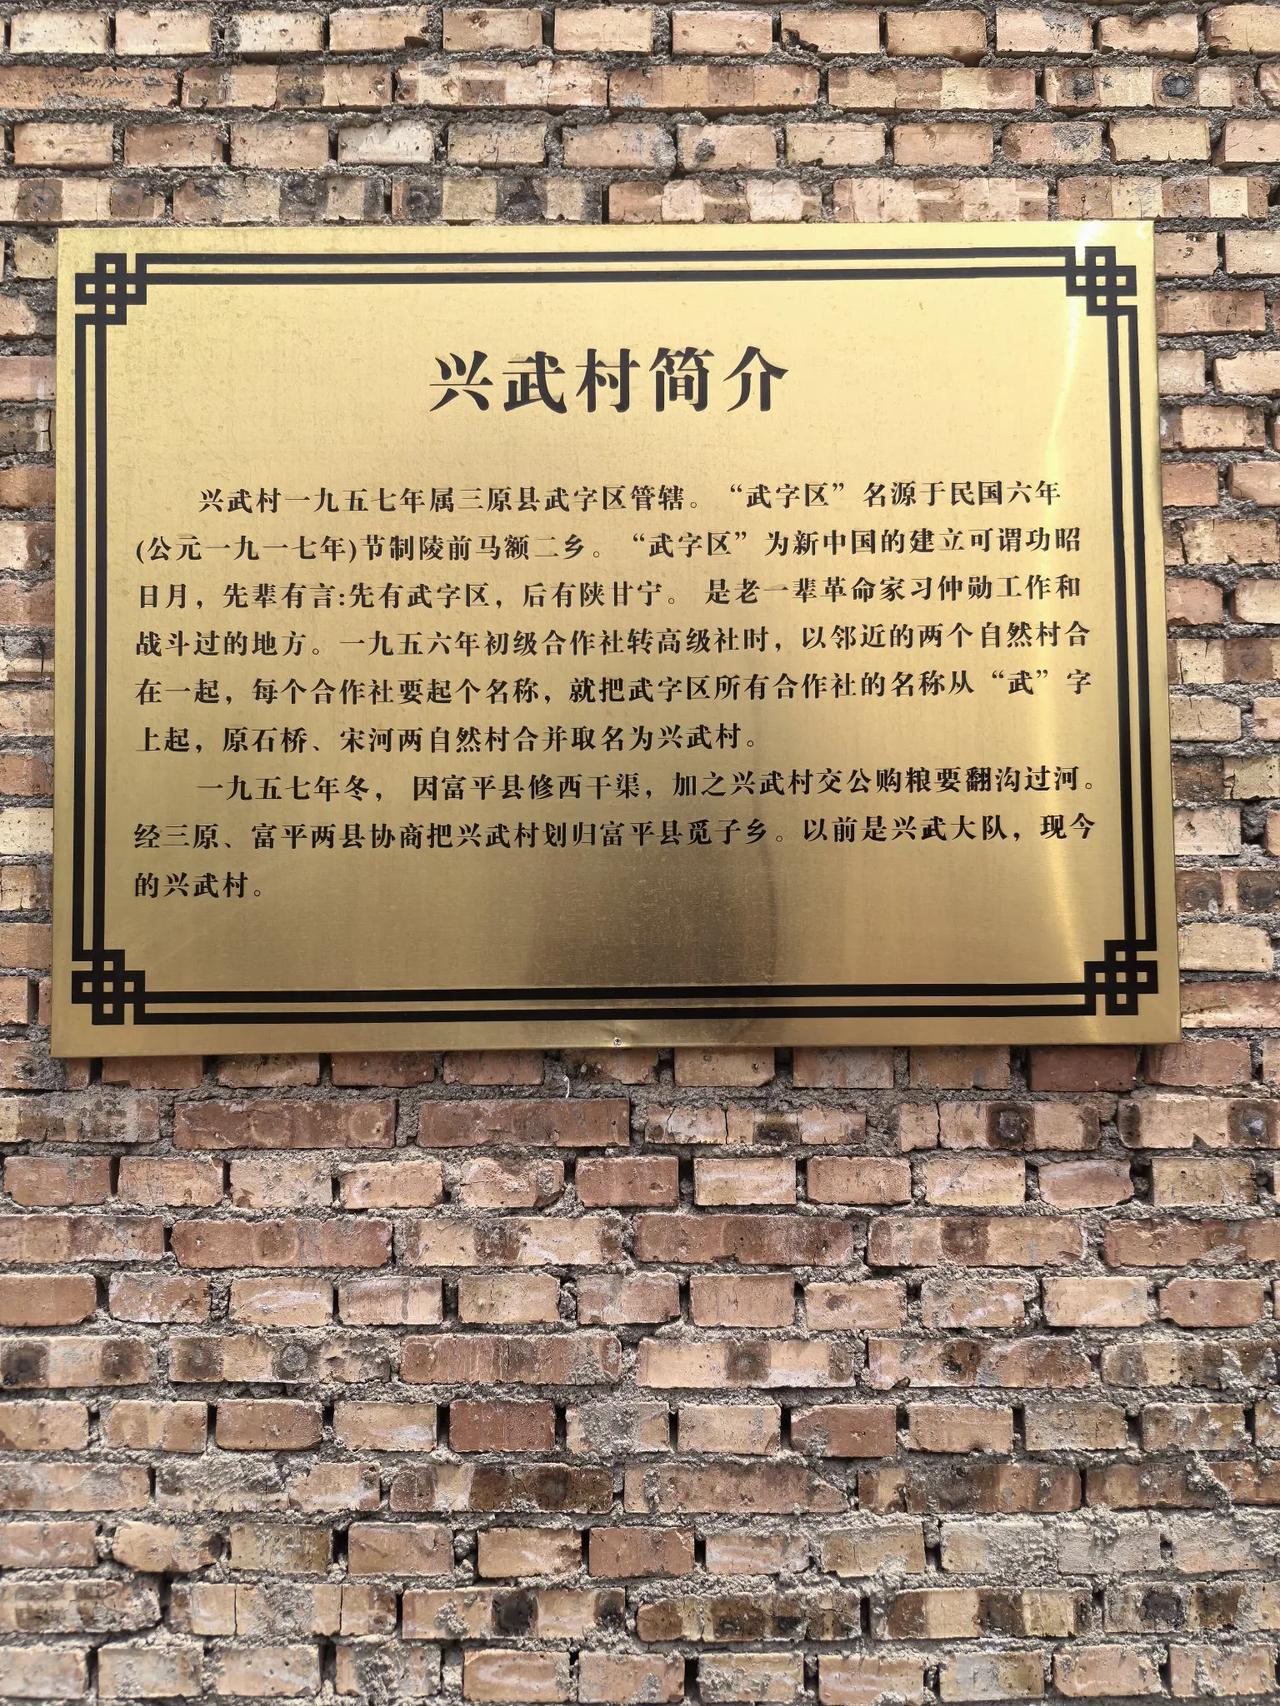 兴武村简介
兴武村一九五七年属三原县武字区管辖。“武字区”名源于民国六年
(公元一九一七年)节制陵前马额二乡。“武字区”为新中国的建立可谓功昭
日月，先辈有言:先有武字区，后有陕甘宁。是老一辈革命家习仲勋工作和
战斗过的地方。一九五六年初级合作社转高级社时，以邻近的两个自然村合
在一起，每个合作社要起个名称，就把武字区所有合作社的名称从“武”字
上起，原石桥、宋河两自然村合并取名为兴武村。
一九五七年冬，因富平县修西干渠，加之兴武村交公购粮要翻沟过河。
经三原、富平两县协商把兴武村划归富平县觅子乡。以前是兴武大队，现今
的兴武村。